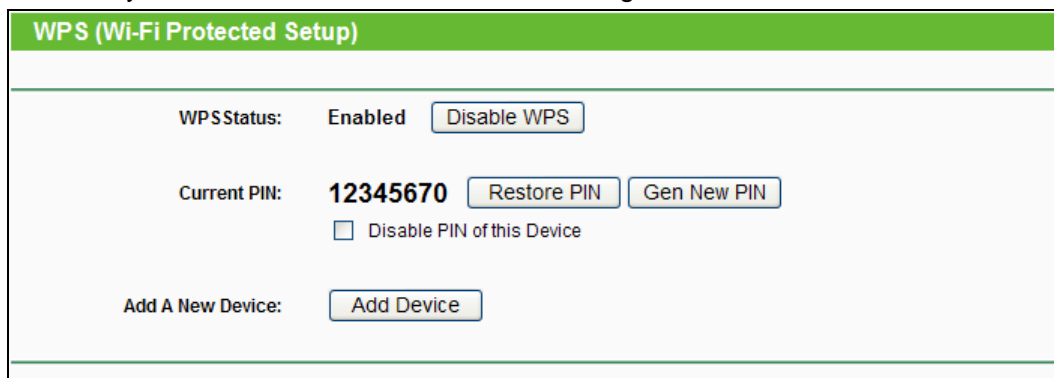 WPS (Wi-Fi Protected Setup)
WPS Status: Enabled Disable WPS
Current PIN: 12345670 Restore PIN Gen New PIN
Disable PIN of this Device
Add A New Device: Add Device